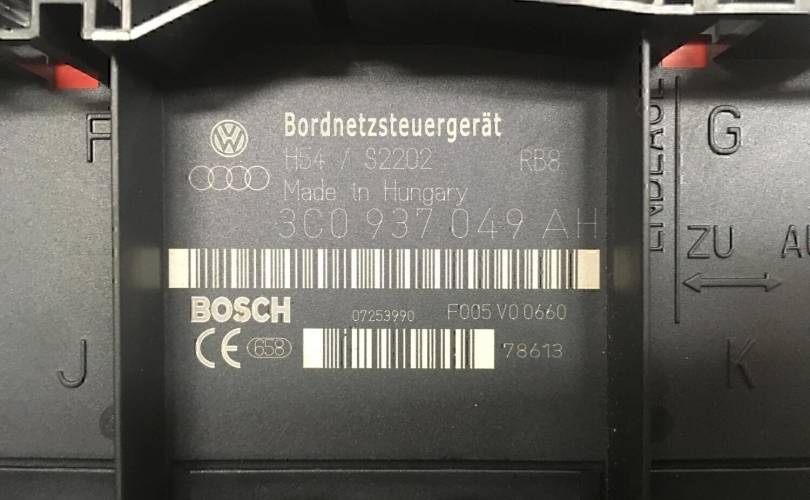 Bordnetzsteuergerät
H54 / S2202 RB8
Made in Hungary
3C0 937 049 AH
BOSCH 07253990 F005 V0 0660
CE 658 78613
F
J
G
ZU
K